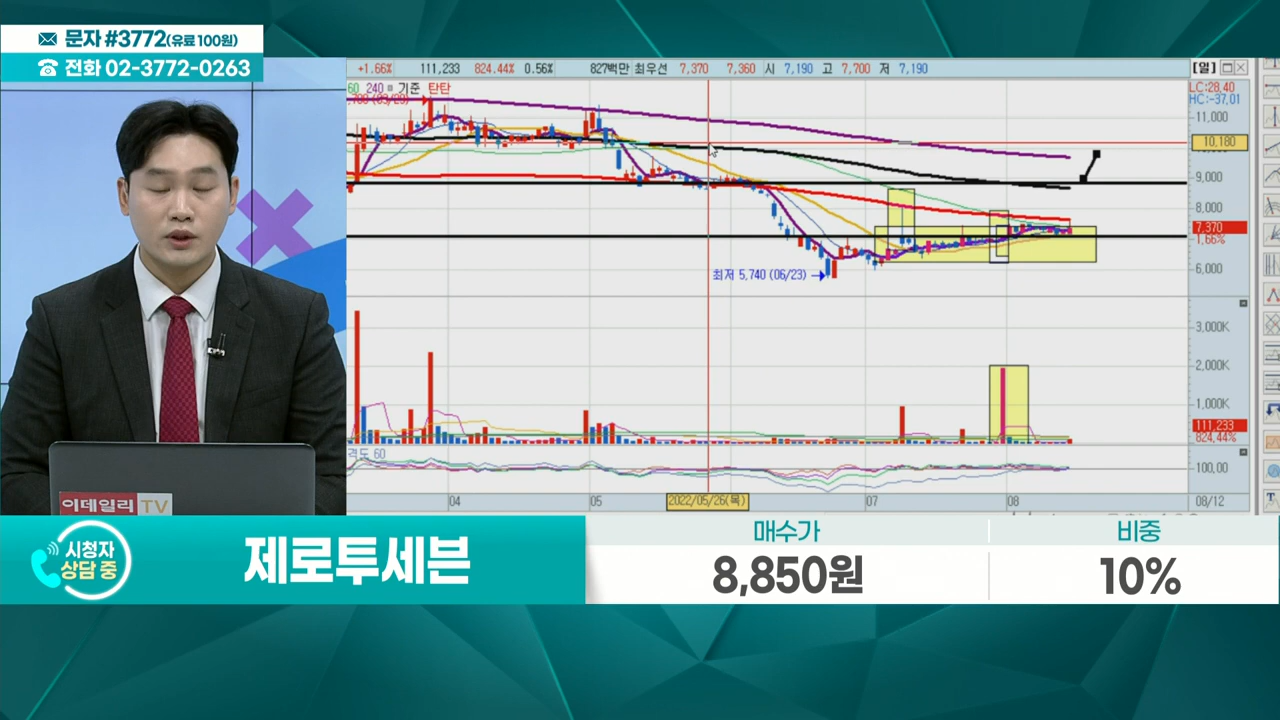 문자 #3772(유료 100원)
전화 02-3772-0263
+1.66% 111,233 824.44% 0.56% 827백만 최우선 7,370 7,360 시 7,190 고 7,700 저 7,190 [일]
60 240 기준 탄탄
LC:28.40
HC:-37.01
11,000
10,180
9,000
8,000
7,370
1.66%
6,000
최저 5,740 (06/23)
3,000K
2,000K
1,000K
111,233
824.44%
격도 60
100.00
04 05 2022/05/26(목) 07 08 08/12
이데일리 TV
시청자
상담 중
제로투세븐
매수가 비중
8,850원 10%